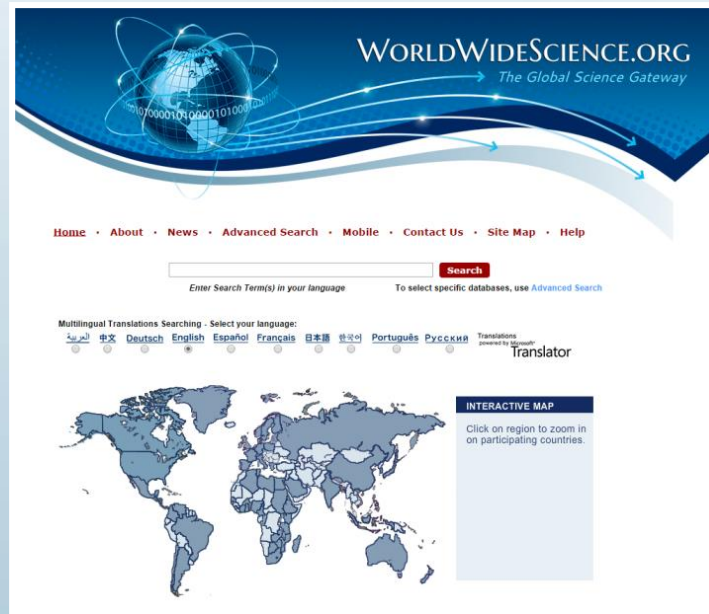 WORLDWIDESCIENCE.ORG
The Global Science Gateway
010100001010000101000
Home · About · News · Advanced Search · Mobile · Contact Us · Site Map · Help
Search
Enter Search Term(s) in your language To select specific databases, use Advanced Search
Multilingual Translations Searching - Select your language:
العربية 中文 Deutsch English Español Français 日本語 한국어 Português Русский
Translations
powered by Microsoft®
Translator
INTERACTIVE MAP
Click on region to zoom in
on participating countries.